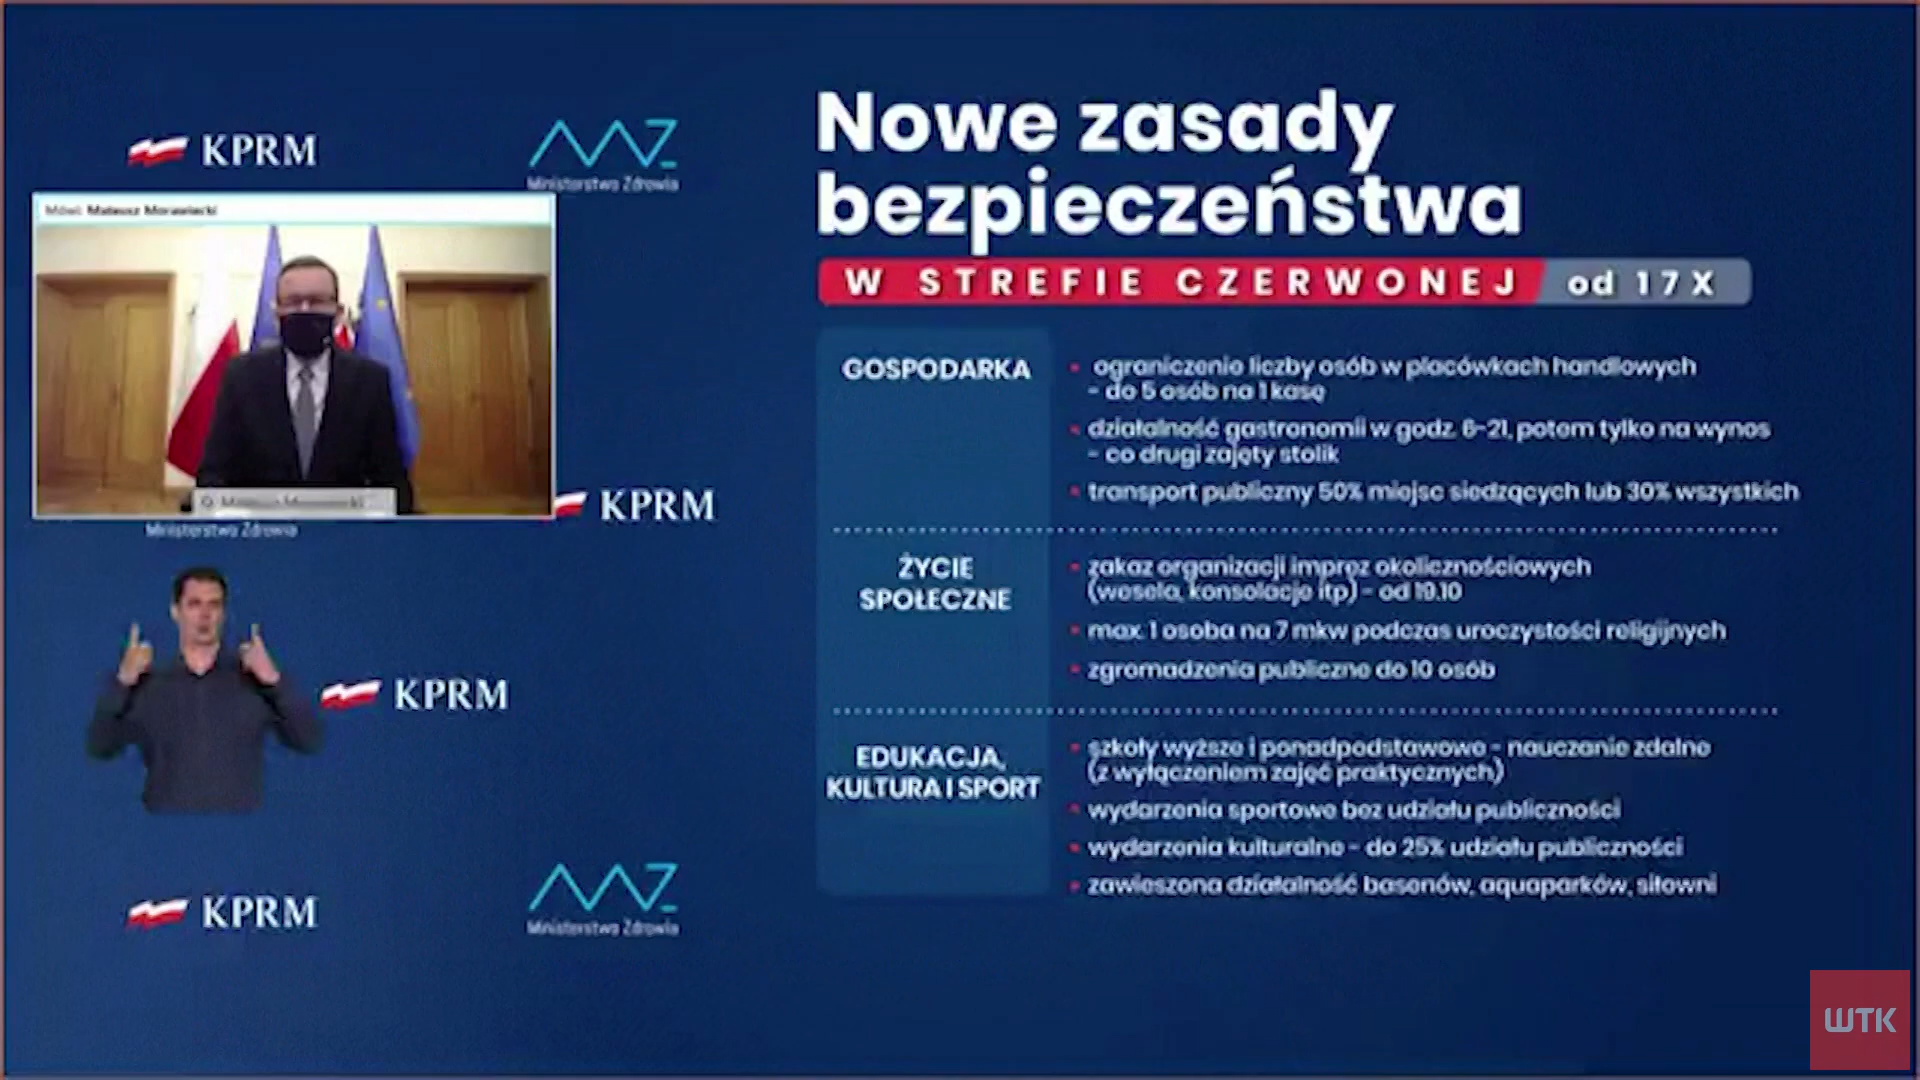 KPRM
Ministerstwo Zdrowia
Mówi: Mateusz Morawiecki
Mateusz Morawiecki
Ministerstwo Zdrowia
KPRM
KPRM
KPRM
Ministerstwo Zdrowia
Nowe zasady
bezpieczeństwa
W STREFIE CZERWONEJ od 17 X
GOSPODARKA
• ograniczenie liczby osób w placówkach handlowych
- do 5 osób na 1 kasę
• działalność gastronomii w godz. 6-21, potem tylko na wynos
- co drugi zajęty stolik
• transport publiczny 50% miejsc siedzących lub 30% wszystkich
ŻYCIE
SPOŁECZNE
• zakaz organizacji imprez okolicznościowych
(wesela, konsolacje itp) - od 19.10
• max. 1 osoba na 7 mkw podczas uroczystości religijnych
• zgromadzenia publiczne do 10 osób
EDUKACJA,
KULTURA I SPORT
• szkoły wyższe i ponadpodstawowe - nauczanie zdalne
(z wyłączeniem zajęć praktycznych)
• wydarzenia sportowe bez udziału publiczności
• wydarzenia kulturalne - do 25% udziału publiczności
• zawieszona działalność basenów, aquaparków, siłowni
WTK